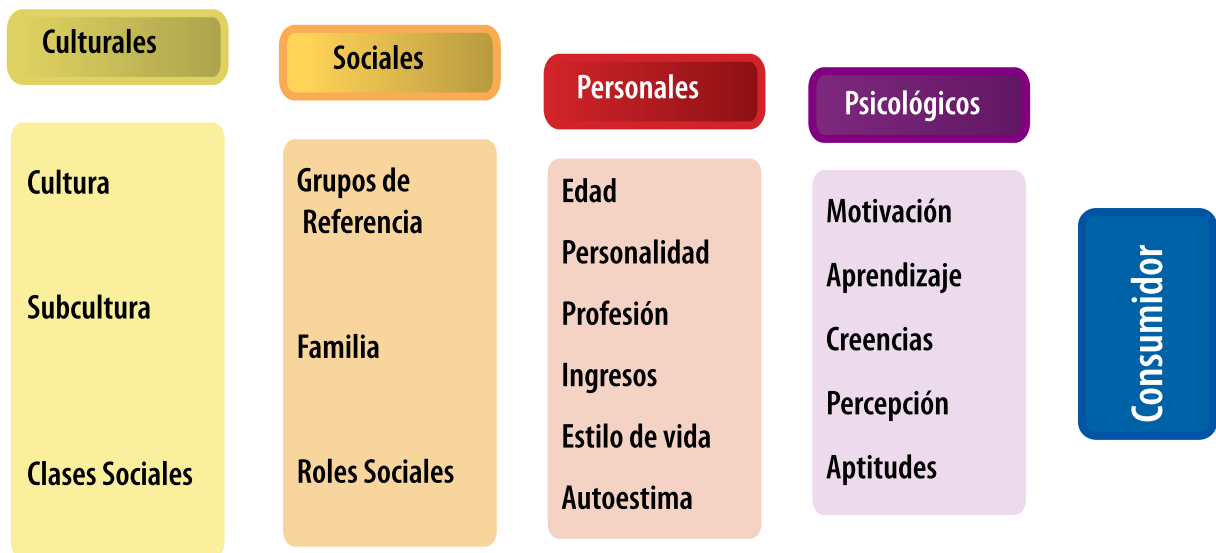 Culturales
Cultura
Subcultura
Clases Sociales
Sociales
Grupos de
Referencia
Familia
Roles Sociales
Personales
Edad
Personalidad
Profesión
Ingresos
Estilo de vida
Autoestima
Psicológicos
Motivación
Aprendizaje
Creencias
Percepción
Aptitudes
Consumidor